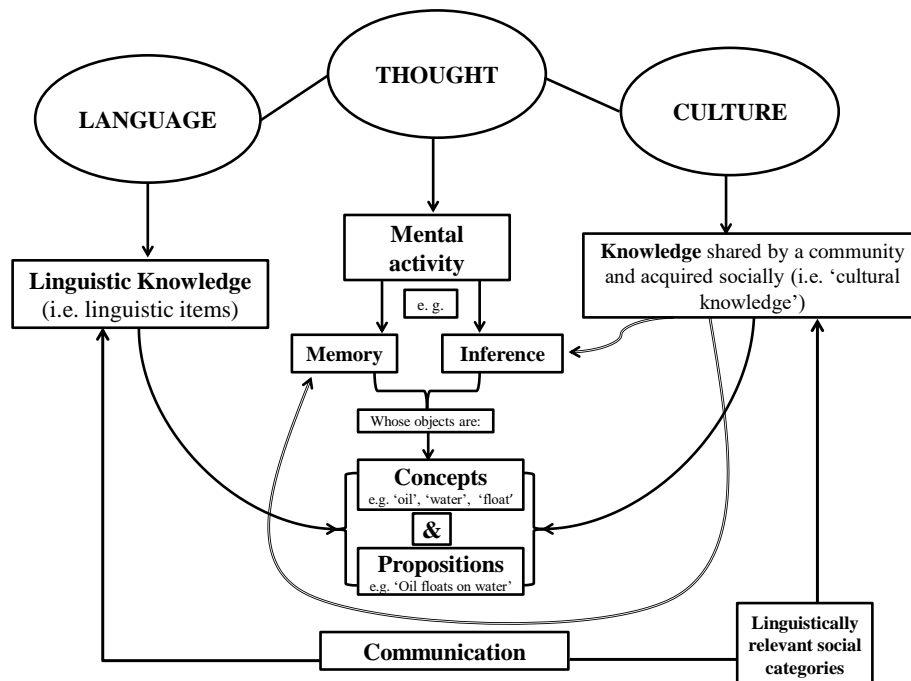 THOUGHT
LANGUAGE
CULTURE
Mental
activity
Knowledge shared by a community
and acquired socially (i.e. ‘cultural
knowledge’)
Linguistic Knowledge
(i.e. linguistic items)
e. g.
Memory
Inference
Whose objects are:
Concepts
e.g. ‘oil’, ‘water’, ‘float’
&
Propositions
e.g. ‘Oil floats on water’
Linguistically
relevant social
categories
Communication